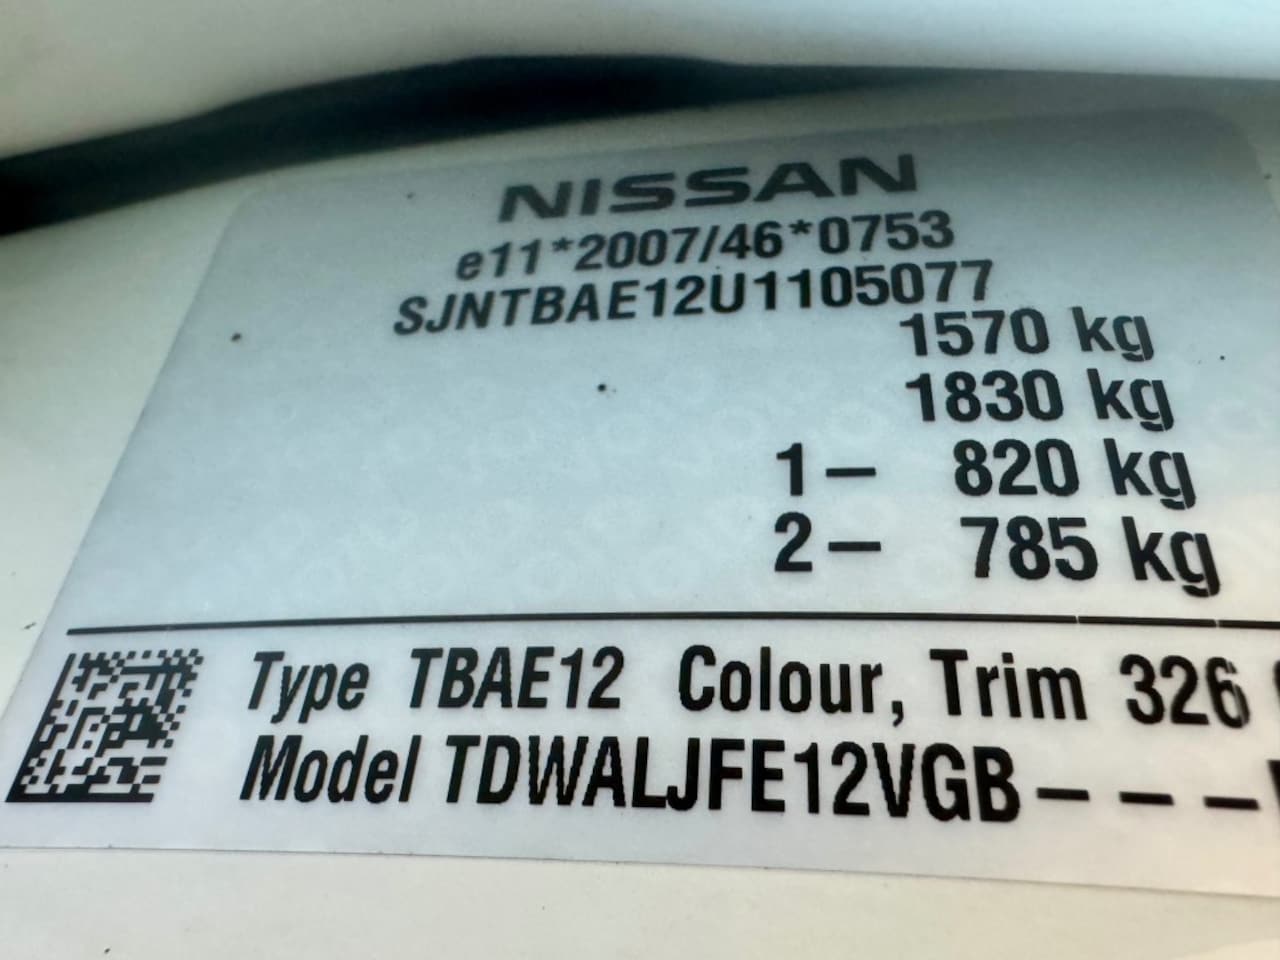 NISSAN
e11*2007/46*0753
SJNTBAE12U1105077
1570 kg
1830 kg
1 – 820 kg
2 – 785 kg
Type TBAE12 Colour, Trim 326
Model TDWALJFE12VGB– – –